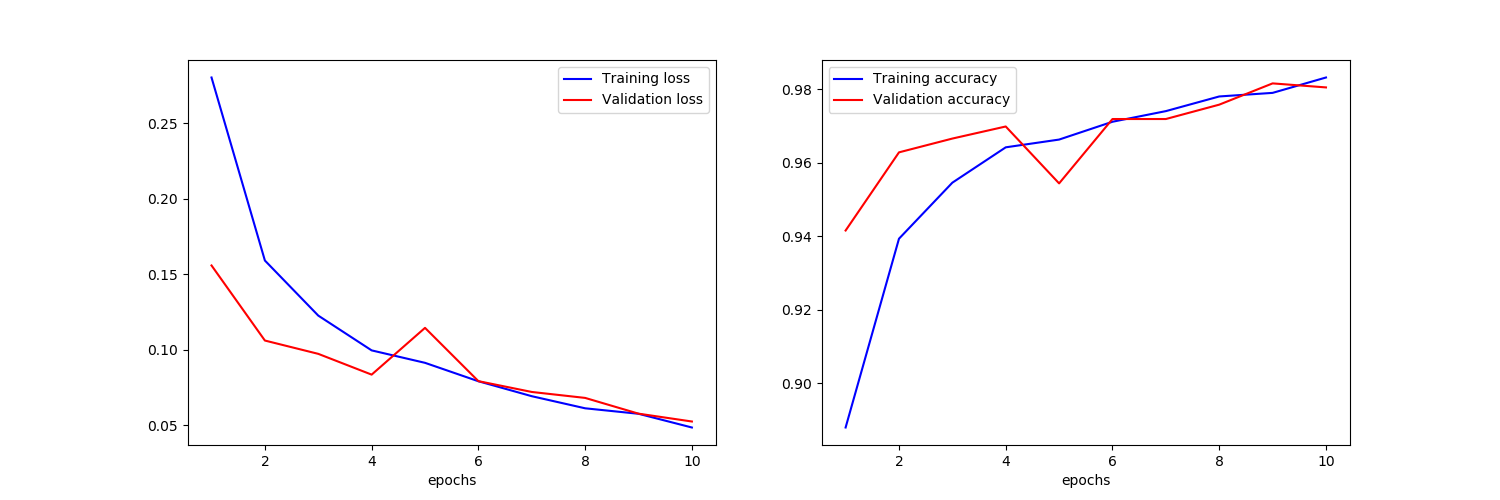 Training loss
Validation loss
0.25
0.20
0.15
0.10
0.05
2 4 6 8 10
epochs
Training accuracy
Validation accuracy
0.98
0.96
0.94
0.92
0.90
2 4 6 8 10
epochs